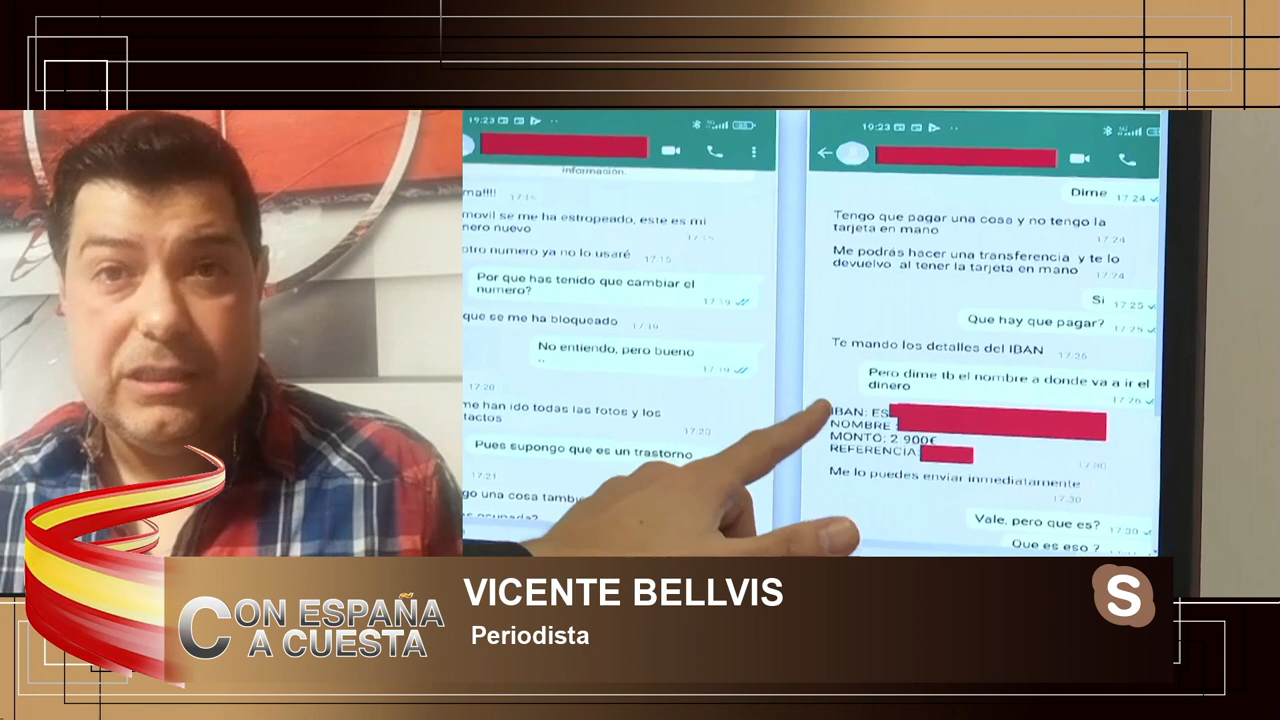 19:23
información.
ma!!!! 17:15
movil se me ha estropeado, este es mi
nero nuevo 17:15
otro numero ya no lo usaré 17:15
Por que has tenido que cambiar el
numero? 17:19
que se me ha bloqueado 17:19
No entiendo, pero bueno
.. 17:19
17:20
me han ido todas las fotos y los
tactos 17:20
Pues supongo que es un trastorno
17:21
go una cosa tambu
19:23
Dime 17:24
Tengo que pagar una cosa y no tengo la
tarjeta en mano 17:24
Me podrás hacer una transferencia y te lo
devuelvo al tener la tarjeta en mano 17:24
Si 17:25
Que hay que pagar? 17:25
Te mando los detalles del IBAN 17:26
Pero dime tb el nombre a donde va a ir el
dinero 17:26
IBAN: ES
NOMBRE :
MONTO: 2 900€
REFERENCIA:
17:30
Me lo puedes enviar inmediatamente
17:30
Vale, pero que es? 17:30
Que es eso ?
CON ESPAÑA
A CUESTA
VICENTE BELLVIS
Periodista
S